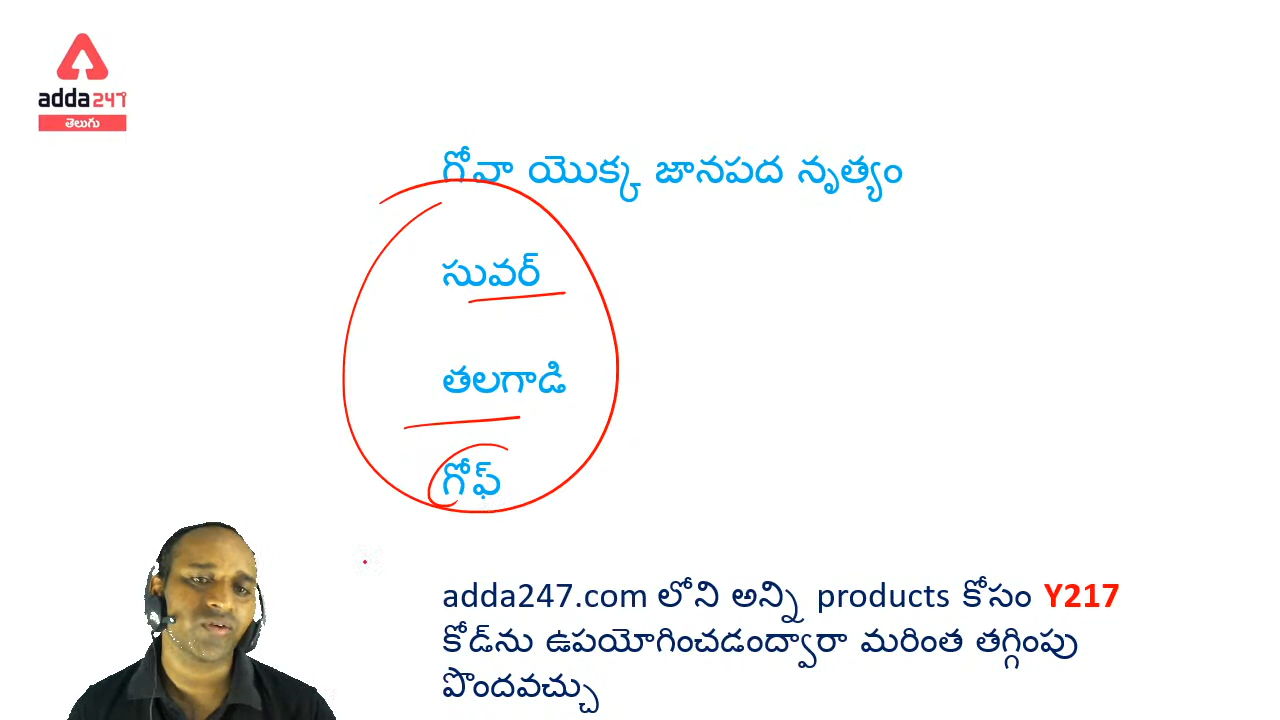 adda247
తెలుగు
గోవా యొక్క జానపద నృత్యం
సువర్
తలగాడి
గోఫ్
adda247.com లోని అన్ని products కోసం Y217
కోడ్‌ను ఉపయోగించడంద్వారా మరింత తగ్గింపు
పొందవచ్చు